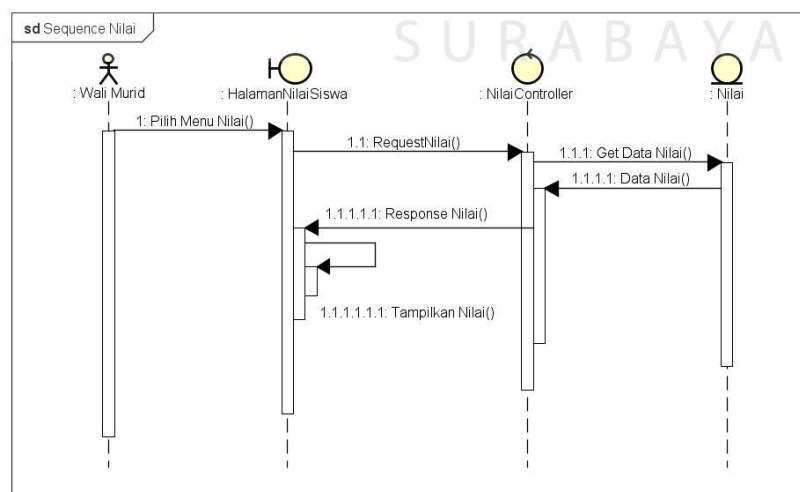 sd Sequence Nilai
SURABAYA
: Wali Murid
: HalamanNilaiSiswa
: NilaiController
: Nilai
1: Pilih Menu Nilai()
1.1: RequestNilai()
1.1.1: Get Data Nilai()
1.1.1.1: Data Nilai()
1.1.1.1.1: Response Nilai()
1.1.1.1.1.1: Tampilkan Nilai()